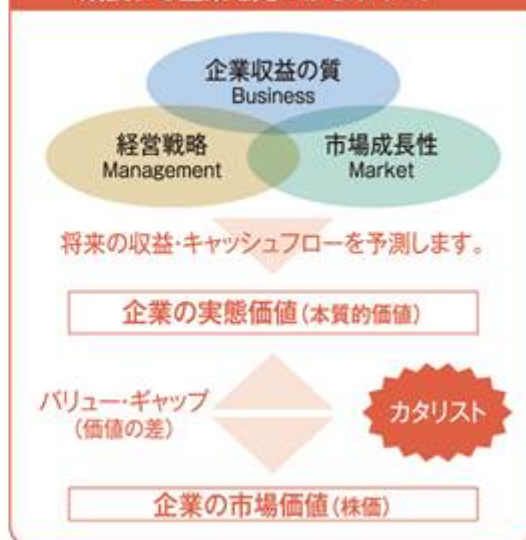 企業収益の質
Business
経営戦略
Management
市場成長性
Market
将来の収益・キャッシュフローを予測します。
企業の実態価値(本質的価値)
バリュー・ギャップ
(価値の差)
カタリスト
企業の市場価値(株価)